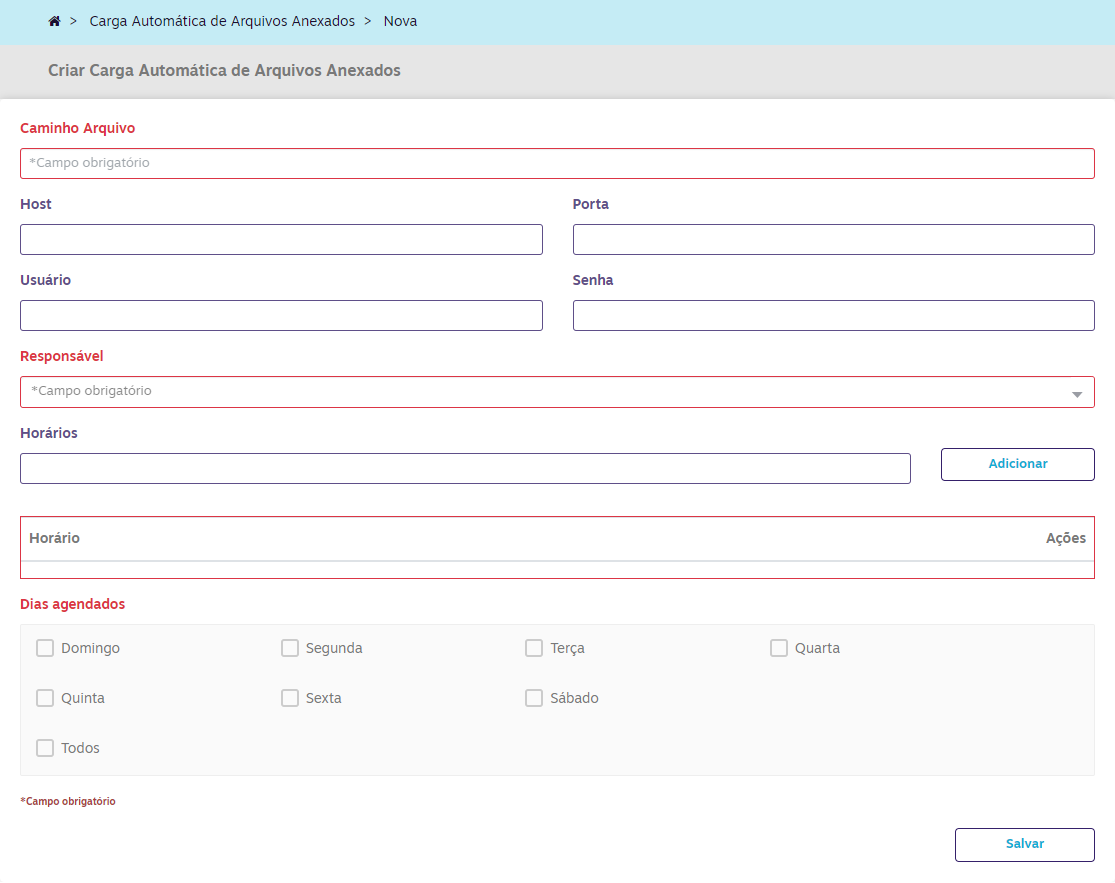 > Carga Automática de Arquivos Anexados > Nova
Criar Carga Automática de Arquivos Anexados
Caminho Arquivo
*Campo obrigatório
Host Porta
Usuário Senha
Responsável
*Campo obrigatório
Horários
Adicionar
Horário Ações
Dias agendados
Domingo Segunda Terça Quarta
Quinta Sexta Sábado
Todos
*Campo obrigatório
Salvar